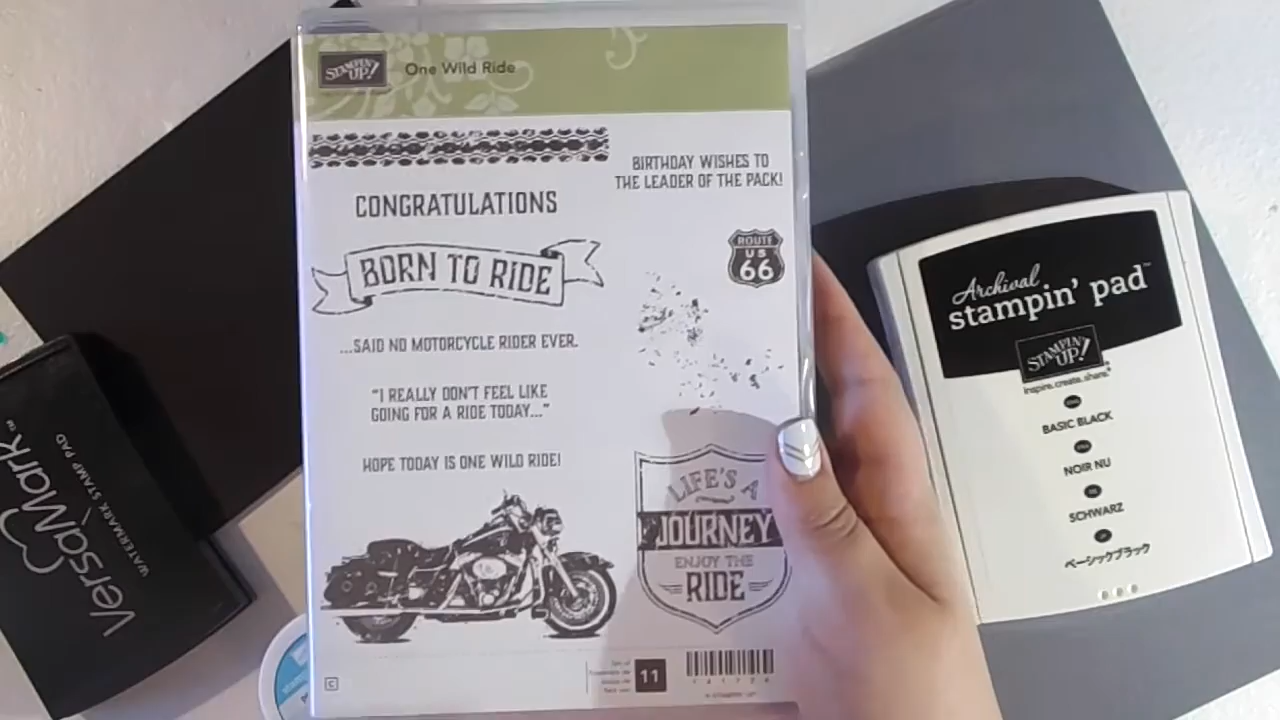 STAMPIN' UP!
One Wild Ride
BIRTHDAY WISHES TO
THE LEADER OF THE PACK!
CONGRATULATIONS
BORN TO RIDE
ROUTE
US
66
...SAID NO MOTORCYCLE RIDER EVER.
"I REALLY DON'T FEEL LIKE
GOING FOR A RIDE TODAY..."
HOPE TODAY IS ONE WILD RIDE!
LIFE'S A
JOURNEY
ENJOY THE
RIDE
11
C
VersaMark™
WATERMARK STAMP PAD
Archival
stampin' pad™
STAMPIN' UP!
inspire.create.share.®
BASIC BLACK
NOIR NU
SCHWARZ
ベーシックブラック